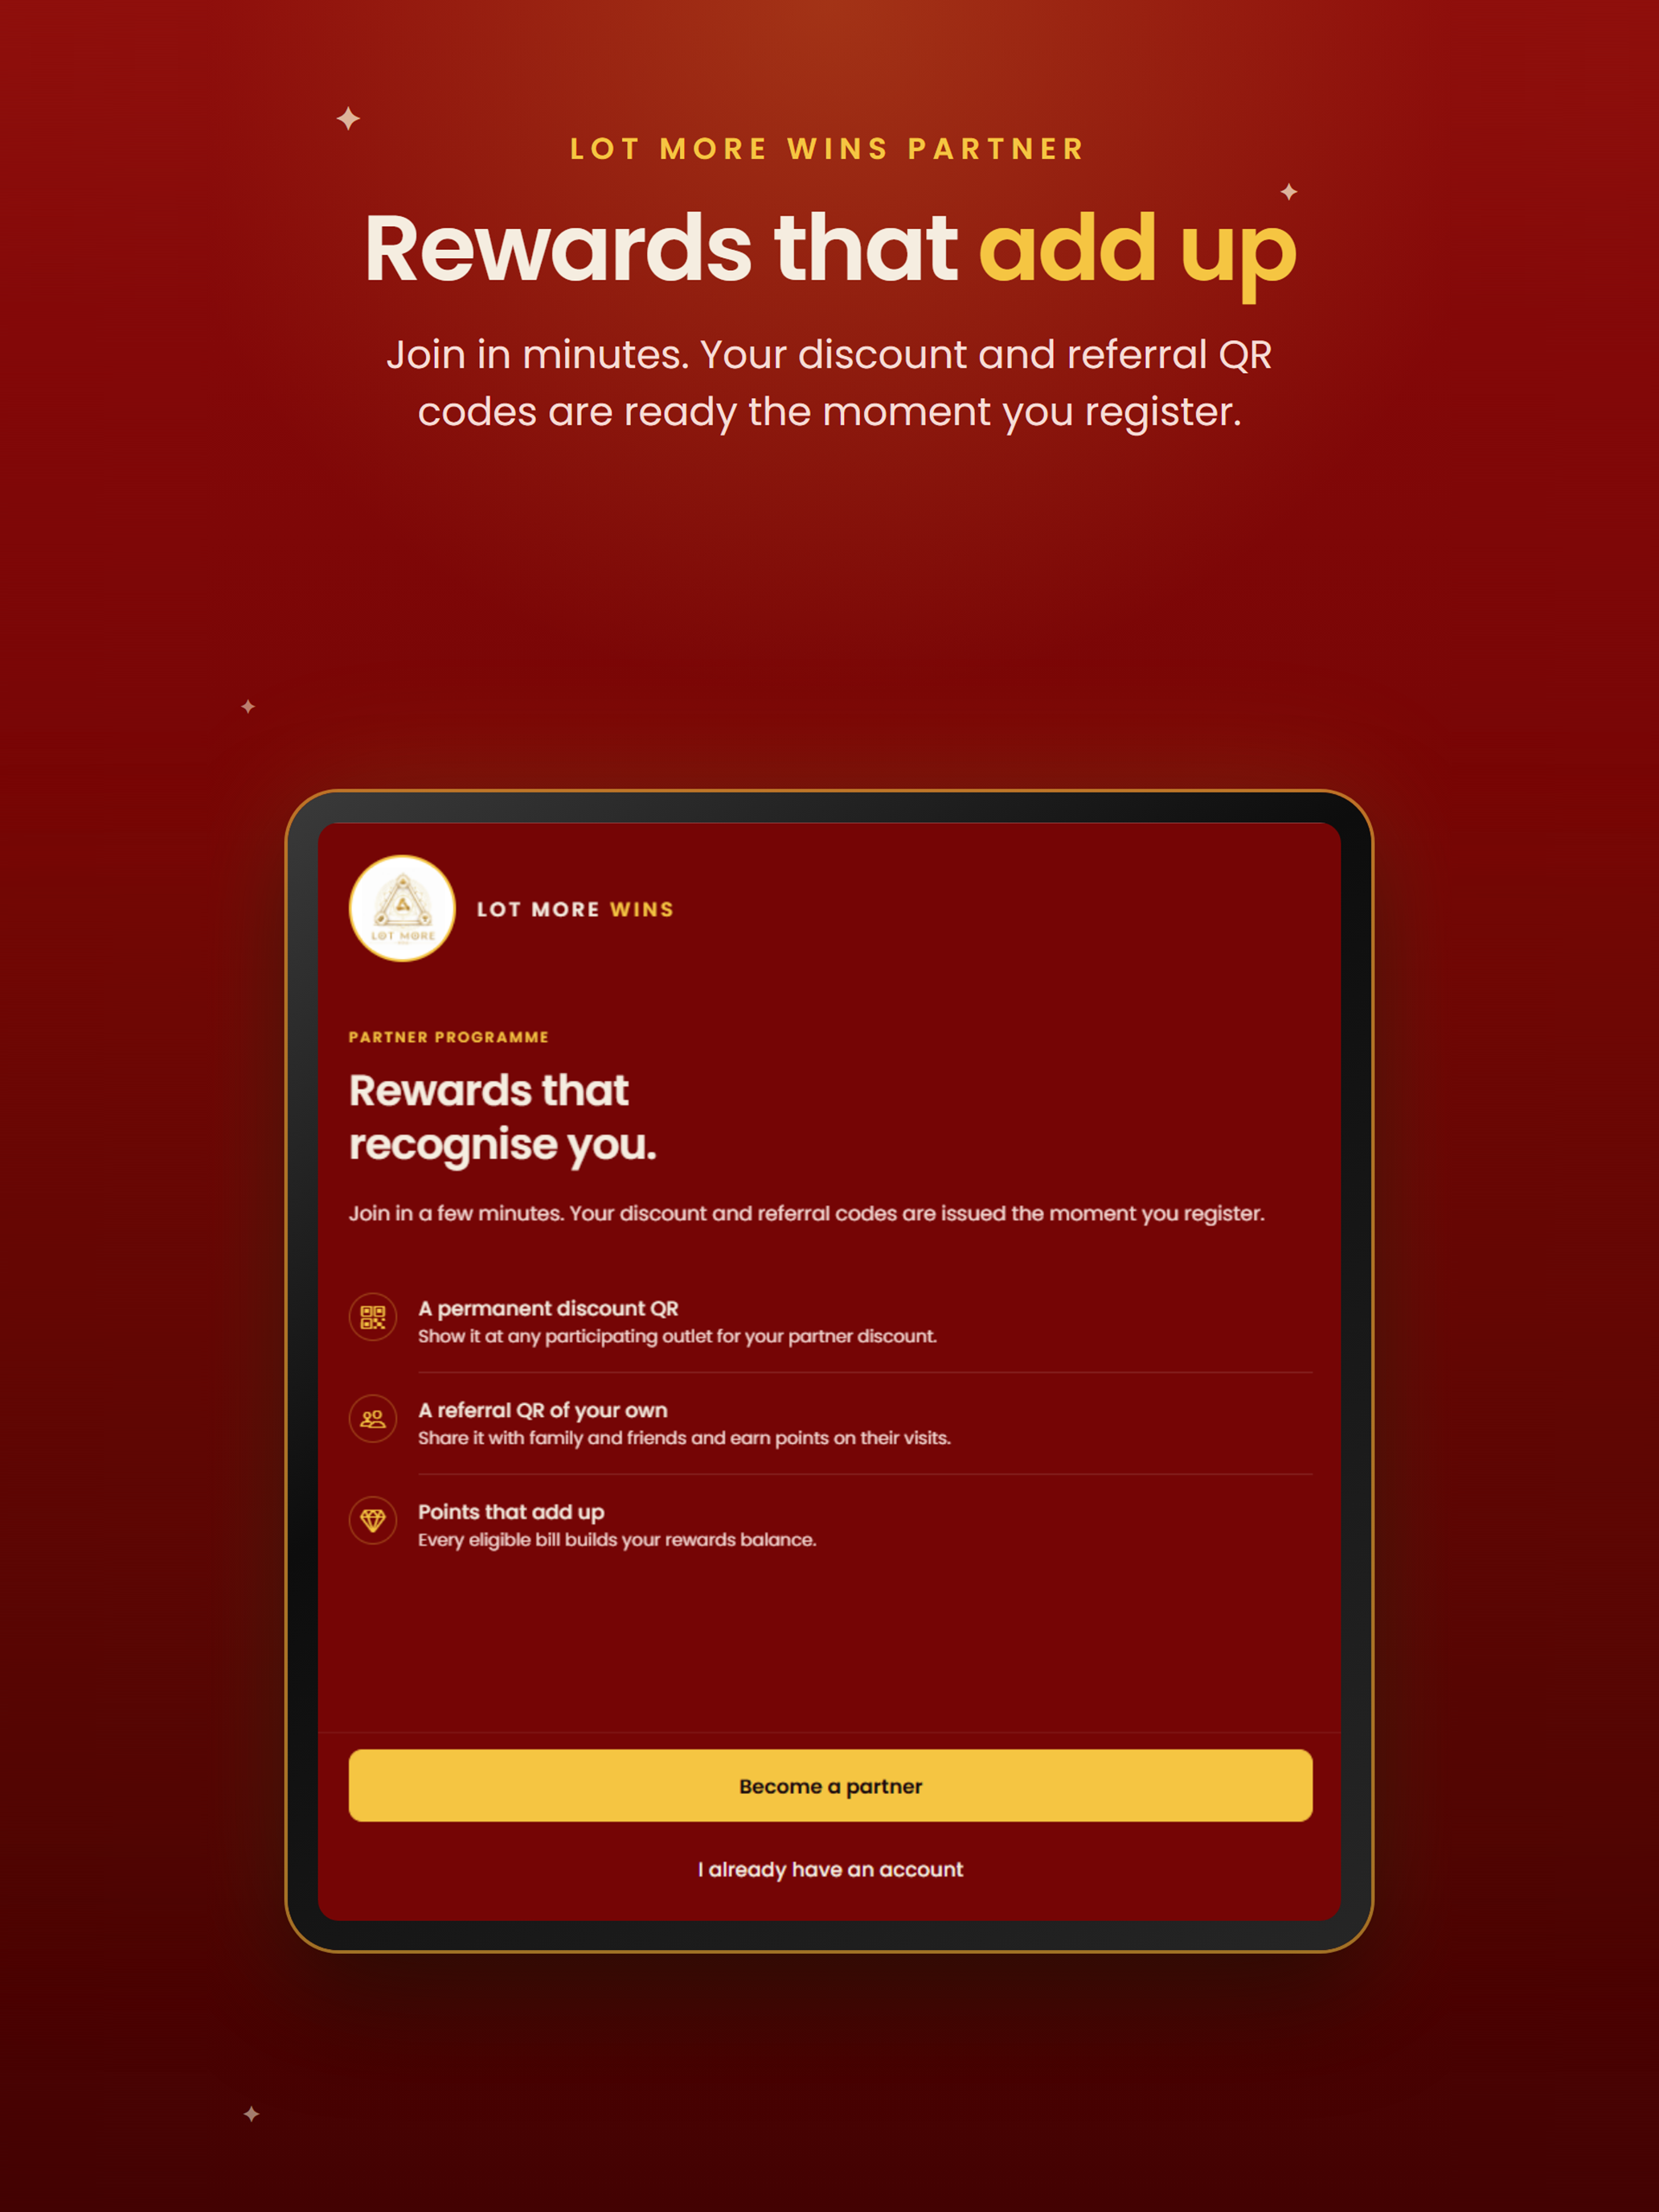 LOT MORE WINS PARTNER
Rewards that add up
Join in minutes. Your discount and referral QR
codes are ready the moment you register.
LOT MORE
LOT MORE WINS
PARTNER PROGRAMME
Rewards that
recognise you.
Join in a few minutes. Your discount and referral codes are issued the moment you register.
A permanent discount QR
Show it at any participating outlet for your partner discount.
A referral QR of your own
Share it with family and friends and earn points on their visits.
Points that add up
Every eligible bill builds your rewards balance.
Become a partner
I already have an account